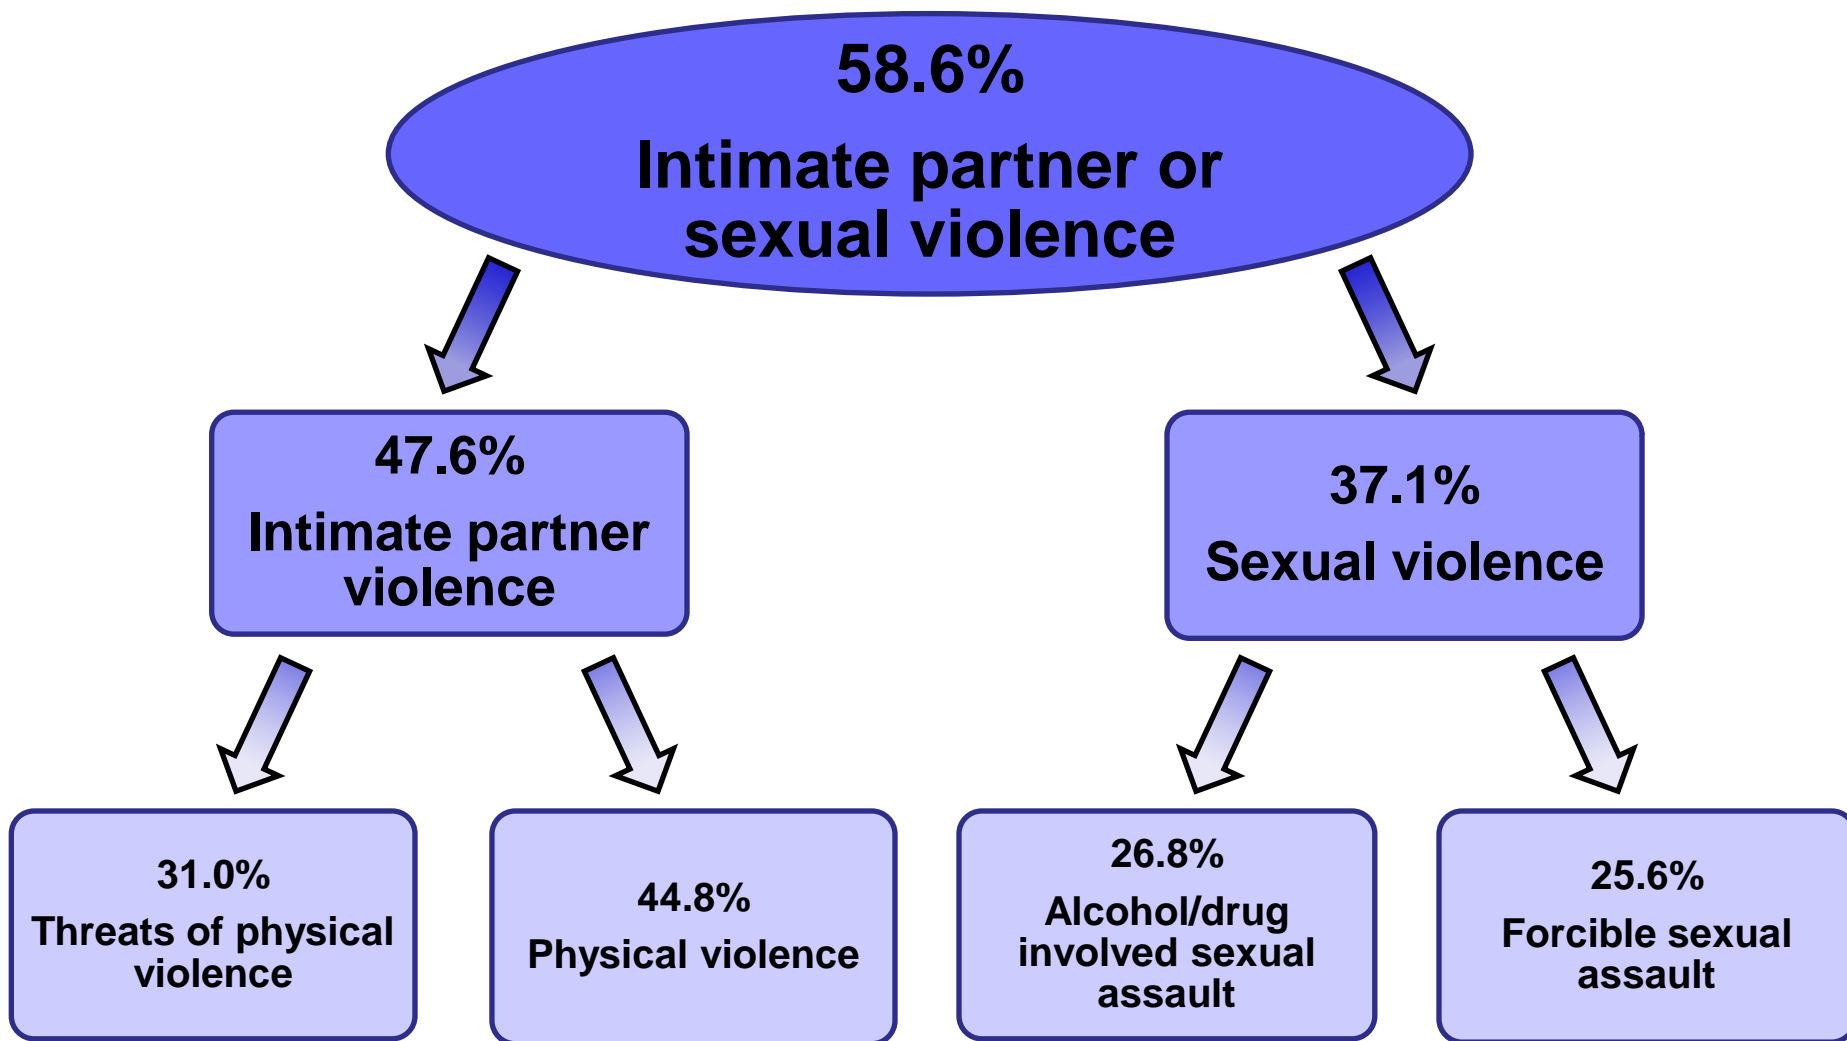 58.6%
Intimate partner or
sexual violence
47.6%
Intimate partner
violence
37.1%
Sexual violence
31.0%
Threats of physical
violence
44.8%
Physical violence
26.8%
Alcohol/drug
involved sexual
assault
25.6%
Forcible sexual
assault